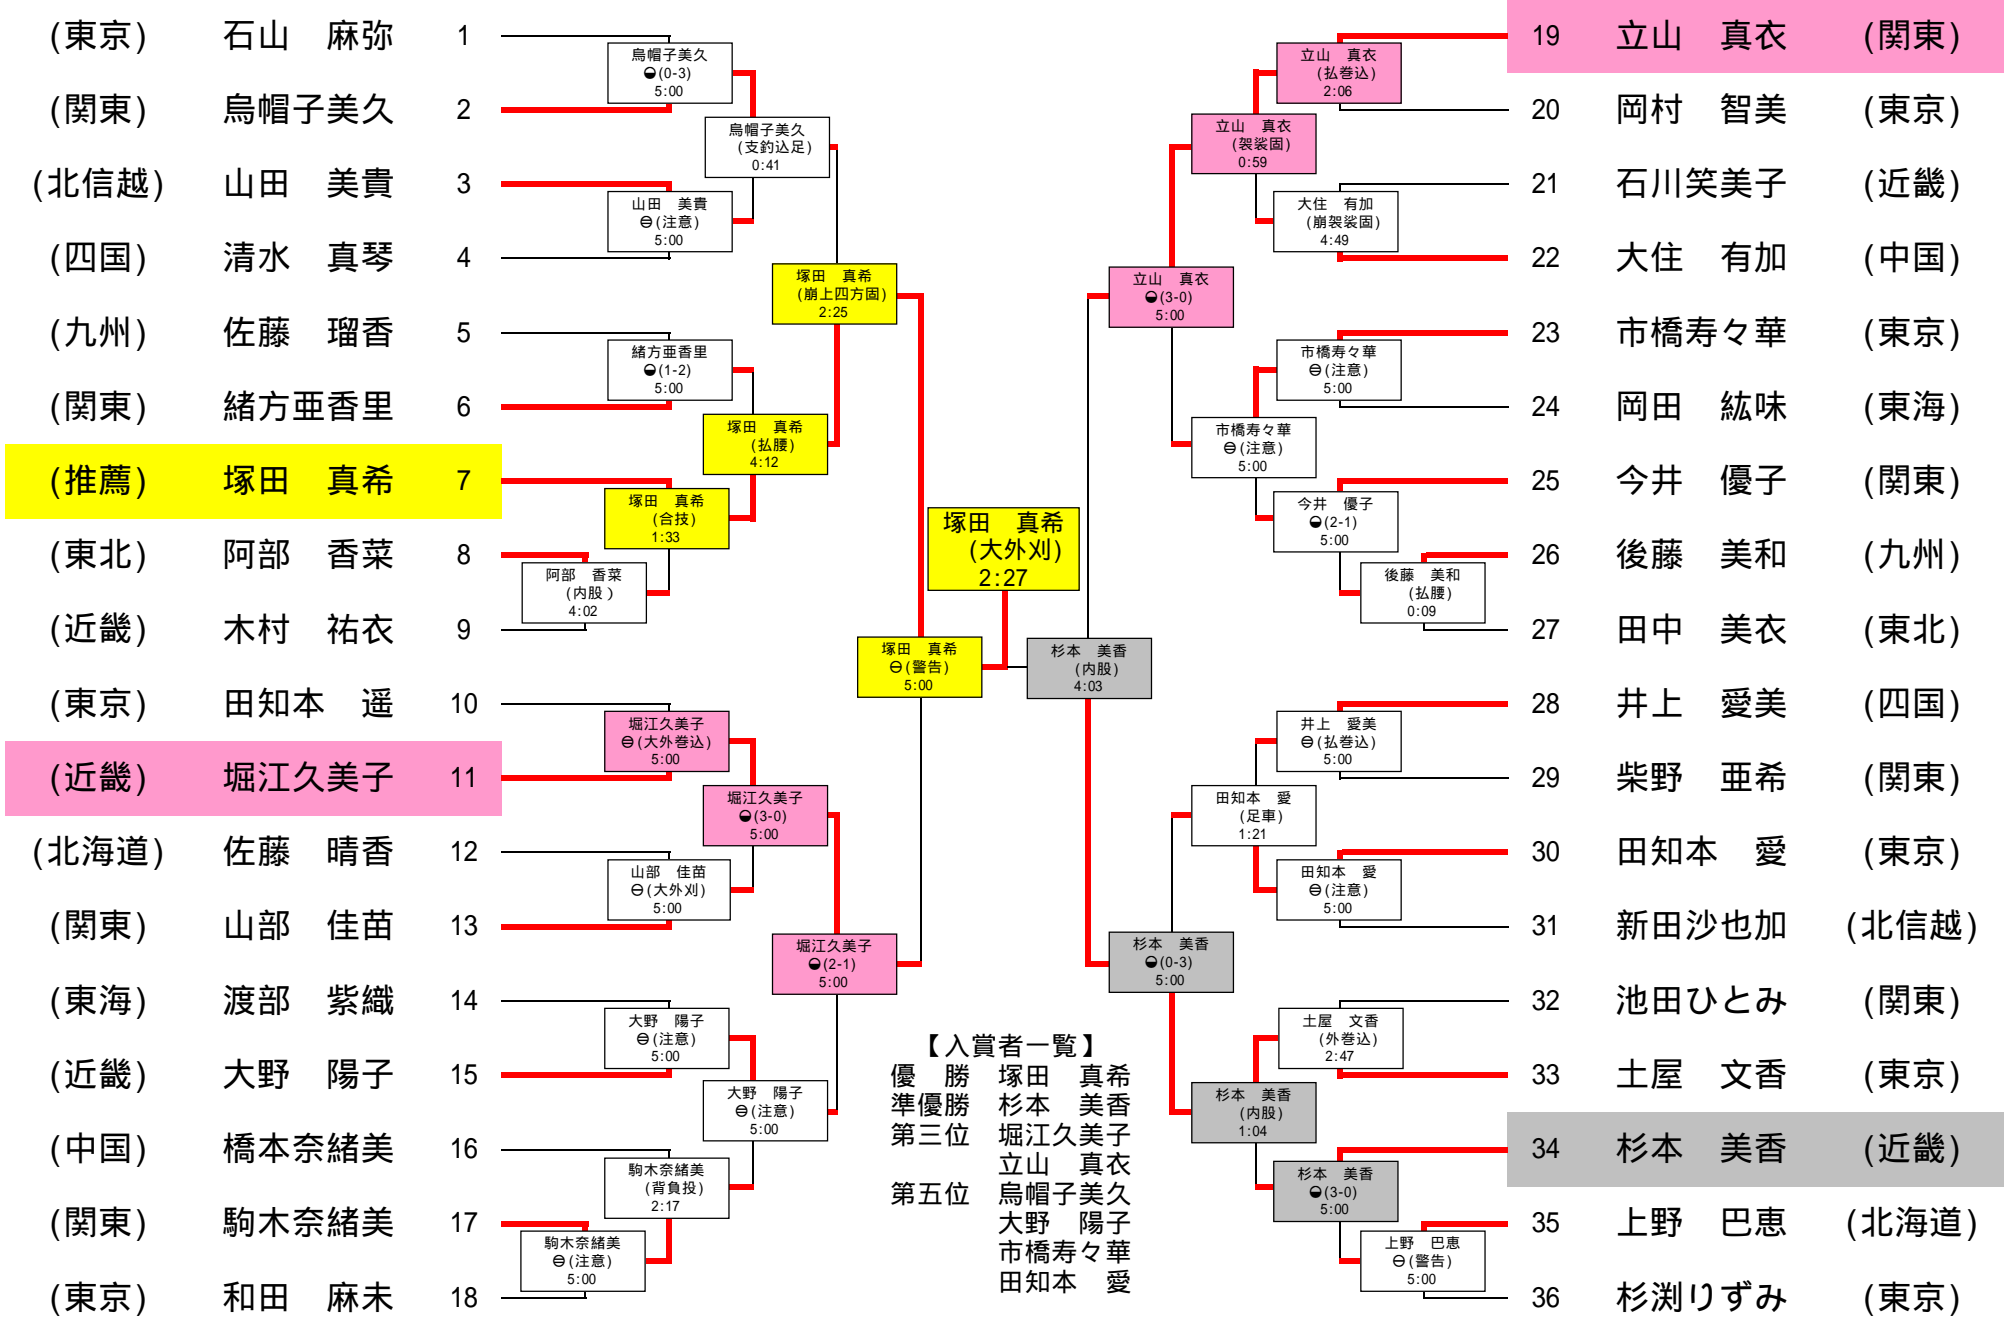 (東京) 石山 麻弥 1
(関東) 烏帽子美久 2
(北信越) 山田 美貴 3
(四国) 清水 真琴 4
(九州) 佐藤 瑠香 5
(関東) 緒方亜香里 6
(推薦) 塚田 真希 7
(東北) 阿部 香菜 8
(近畿) 木村 祐衣 9
(東京) 田知本 遥 10
(近畿) 堀江久美子 11
(北海道) 佐藤 晴香 12
(関東) 山部 佳苗 13
(東海) 渡部 紫織 14
(近畿) 大野 陽子 15
(中国) 橋本奈緒美 16
(関東) 駒木奈緒美 17
(東京) 和田 麻未 18
烏帽子美久
(0-3)
5:00
山田 美貴
(注意)
5:00
緒方亜香里
(1-2)
5:00
塚田 真希
(合技)
1:33
阿部 香菜
(内股)
4:02
堀江久美子
(大外巻込)
5:00
山部 佳苗
(大外刈)
5:00
大野 陽子
(注意)
5:00
駒木奈緒美
(背負投)
2:17
駒木奈緒美
(注意)
5:00
烏帽子美久
(支釣込足)
0:41
塚田 真希
(払腰)
4:12
堀江久美子
(3-0)
5:00
大野 陽子
(注意)
5:00
塚田 真希
(崩上四方固)
2:25
堀江久美子
(2-1)
5:00
塚田 真希
(警告)
5:00
塚田 真希
(大外刈)
2:27
杉本 美香
(内股)
4:03
立山 真衣
(3-0)
5:00
杉本 美香
(0-3)
5:00
立山 真衣
(袈裟固)
0:59
市橋寿々華
(注意)
5:00
田知本 愛
(足車)
1:21
杉本 美香
(内股)
1:04
立山 真衣
(払巻込)
2:06
大住 有加
(崩袈裟固)
4:49
市橋寿々華
(注意)
5:00
今井 優子
(2-1)
5:00
後藤 美和
(払腰)
0:09
井上 愛美
(払巻込)
5:00
田知本 愛
(注意)
5:00
土屋 文香
(外巻込)
2:47
杉本 美香
(3-0)
5:00
上野 巴恵
(警告)
5:00
19 立山 真衣 (関東)
20 岡村 智美 (東京)
21 石川笑美子 (近畿)
22 大住 有加 (中国)
23 市橋寿々華 (東京)
24 岡田 紘味 (東海)
25 今井 優子 (関東)
26 後藤 美和 (九州)
27 田中 美衣 (東北)
28 井上 愛美 (四国)
29 柴野 亜希 (関東)
30 田知本 愛 (東京)
31 新田沙也加 (北信越)
32 池田ひとみ (関東)
33 土屋 文香 (東京)
34 杉本 美香 (近畿)
35 上野 巴恵 (北海道)
36 杉渕りずみ (東京)
【入賞者一覧】
優 勝 塚田 真希
準優勝 杉本 美香
第三位 堀江久美子
立山 真衣
第五位 烏帽子美久
大野 陽子
市橋寿々華
田知本 愛